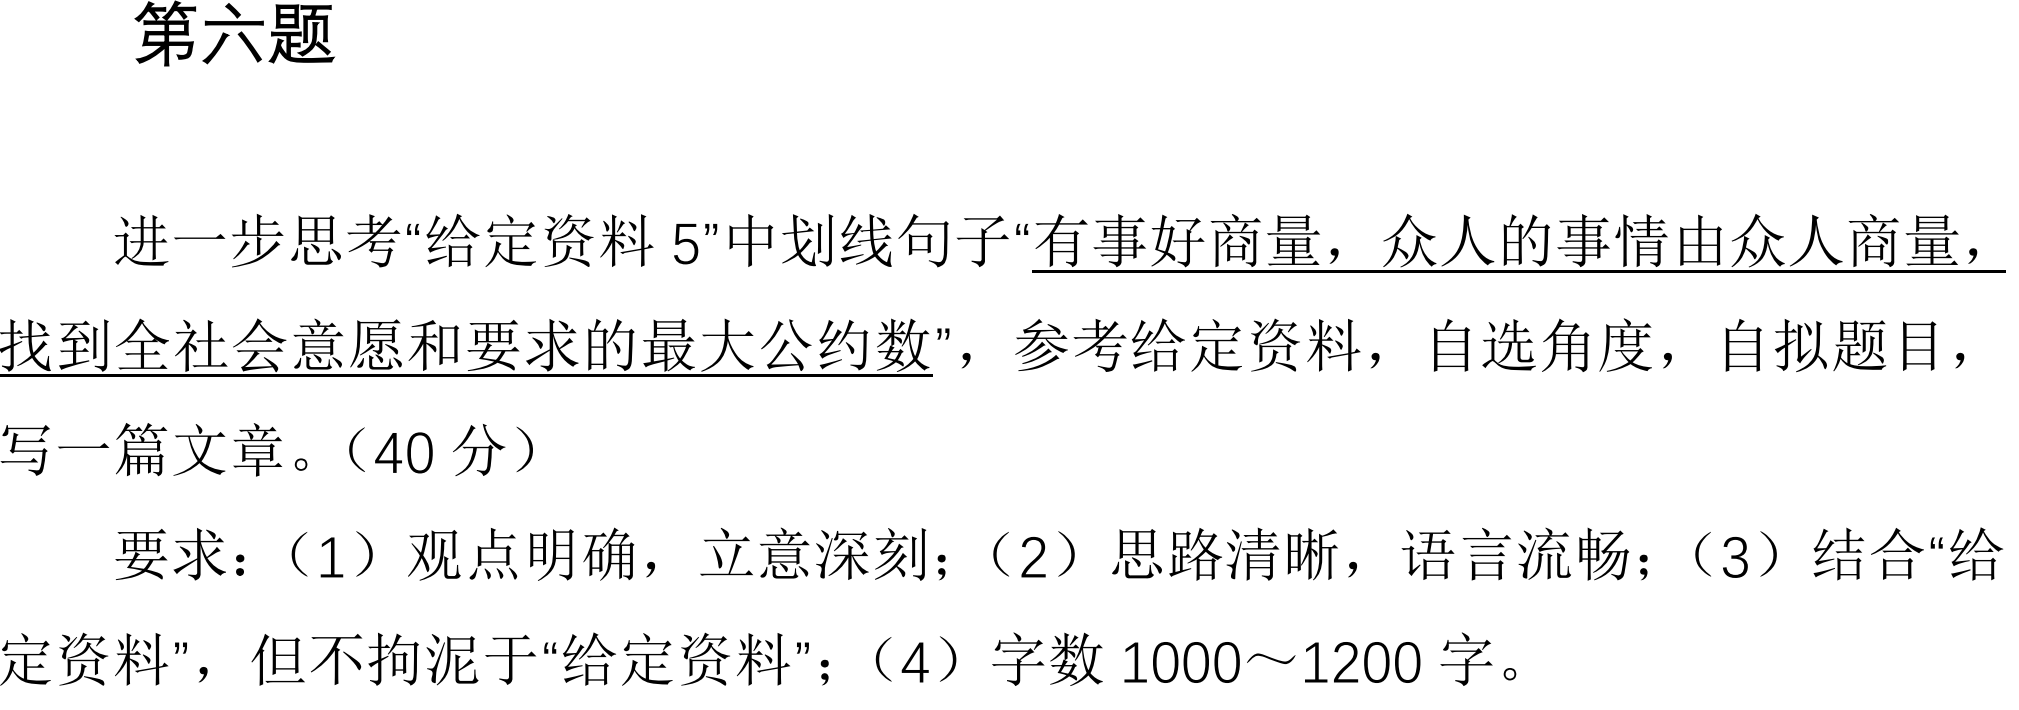 第六题
进一步思考“给定资料 5”中划线句子“有事好商量，众人的事情由众人商量，
找到全社会意愿和要求的最大公约数”，参考给定资料，自选角度，自拟题目，
写一篇文章。（40 分）
要求：（1）观点明确，立意深刻；（2）思路清晰，语言流畅；（3）结合“给
定资料”，但不拘泥于“给定资料”；（4）字数 1000～1200 字。